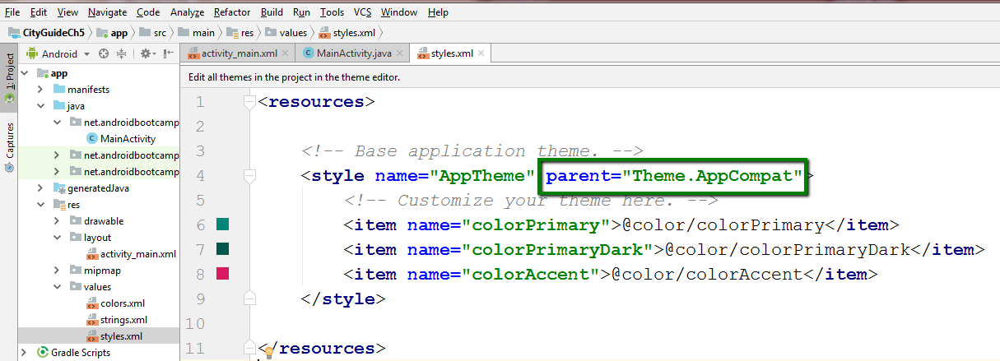 File Edit View Navigate Code Analyze Refactor Build Run Tools VCS Window Help
CityGuideCh5 app src main res values styles.xml
1: Project
Captures
Android
app
manifests
java
net.androidbootcamp
MainActivity
net.androidbootcamp
net.androidbootcamp
generatedJava
res
drawable
layout
activity_main.xml
mipmap
values
colors.xml
strings.xml
styles.xml
Gradle Scripts
activity_main.xml MainActivity.java styles.xml
Edit all themes in the project in the theme editor.
1 <resources>
2
3 <!-- Base application theme. -->
4 <style name="AppTheme" parent="Theme.AppCompat">
5 <!-- Customize your theme here. -->
6 <item name="colorPrimary">@color/colorPrimary</item>
7 <item name="colorPrimaryDark">@color/colorPrimaryDark</item>
8 <item name="colorAccent">@color/colorAccent</item>
9 </style>
10
11 </resources>